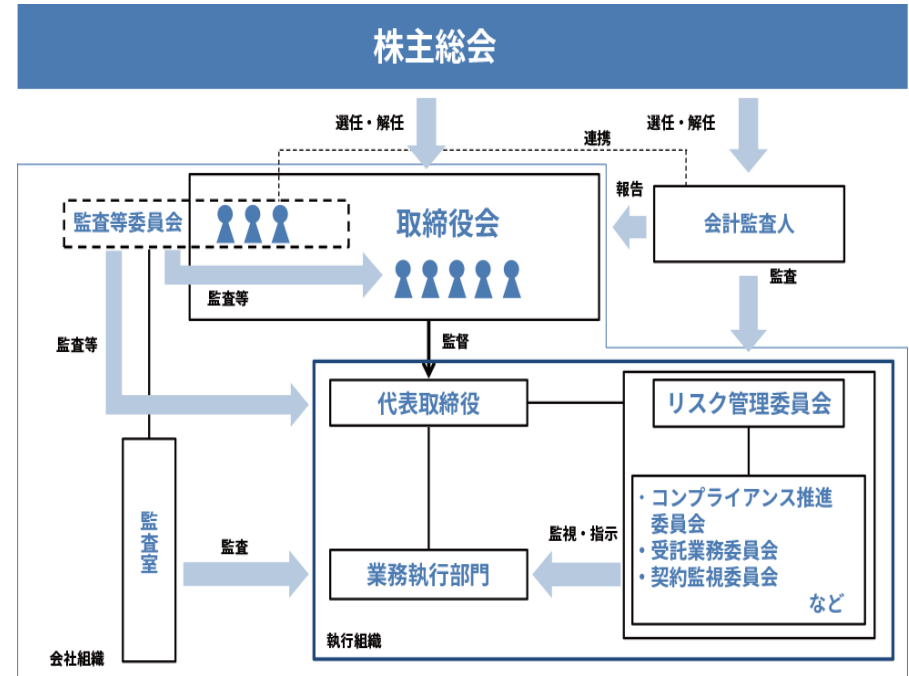 株主総会
選任・解任
選任・解任
連携
監査等委員会
取締役会
報告
会計監査人
監査等
監査
監査等
監督
代表取締役
リスク管理委員会
・コンプライアンス推進
委員会
・受託業務委員会
・契約監視委員会
など
監査室
監査
監視・指示
業務執行部門
執行組織
会社組織